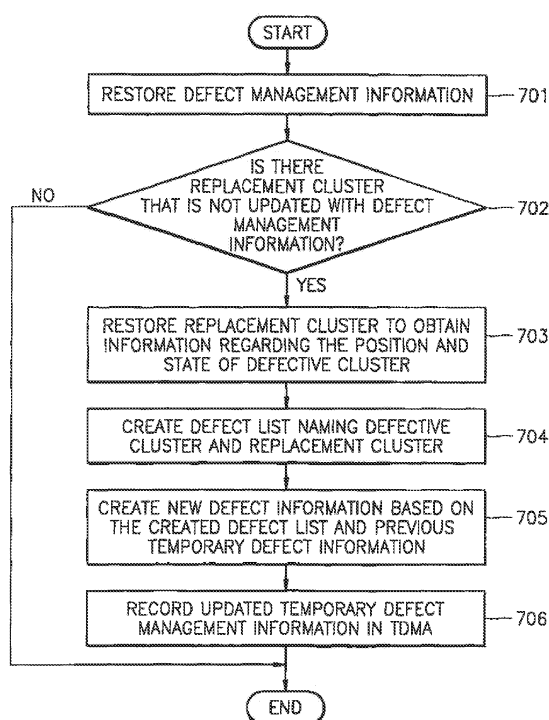 START
RESTORE DEFECT MANAGEMENT INFORMATION
701
IS THERE
REPLACEMENT CLUSTER
THAT IS NOT UPDATED WITH DEFECT
MANAGEMENT
INFORMATION?
702
NO
YES
RESTORE REPLACEMENT CLUSTER TO OBTAIN
INFORMATION REGARDING THE POSITION AND
STATE OF DEFECTIVE CLUSTER
703
CREATE DEFECT LIST NAMING DEFECTIVE
CLUSTER AND REPLACEMENT CLUSTER
704
CREATE NEW DEFECT INFORMATION BASED ON
THE CREATED DEFECT LIST AND PREVIOUS
TEMPORARY DEFECT INFORMATION
705
RECORD UPDATED TEMPORARY DEFECT
MANAGEMENT INFORMATION IN TDMA
706
END